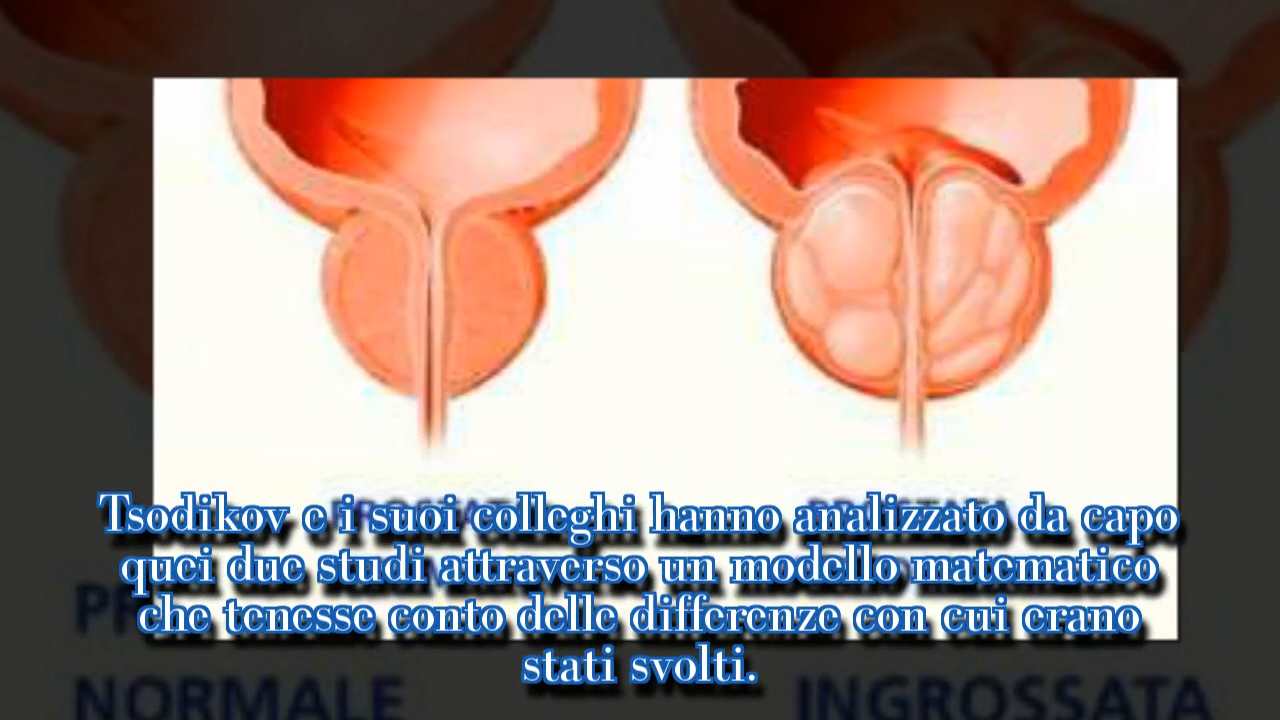 Tsodikov e i suoi colleghi hanno analizzato da capo
quei due studi attraverso un modello matematico
che tenesse conto delle differenze con cui erano
stati svolti.
NORMALE
INGROSSATA